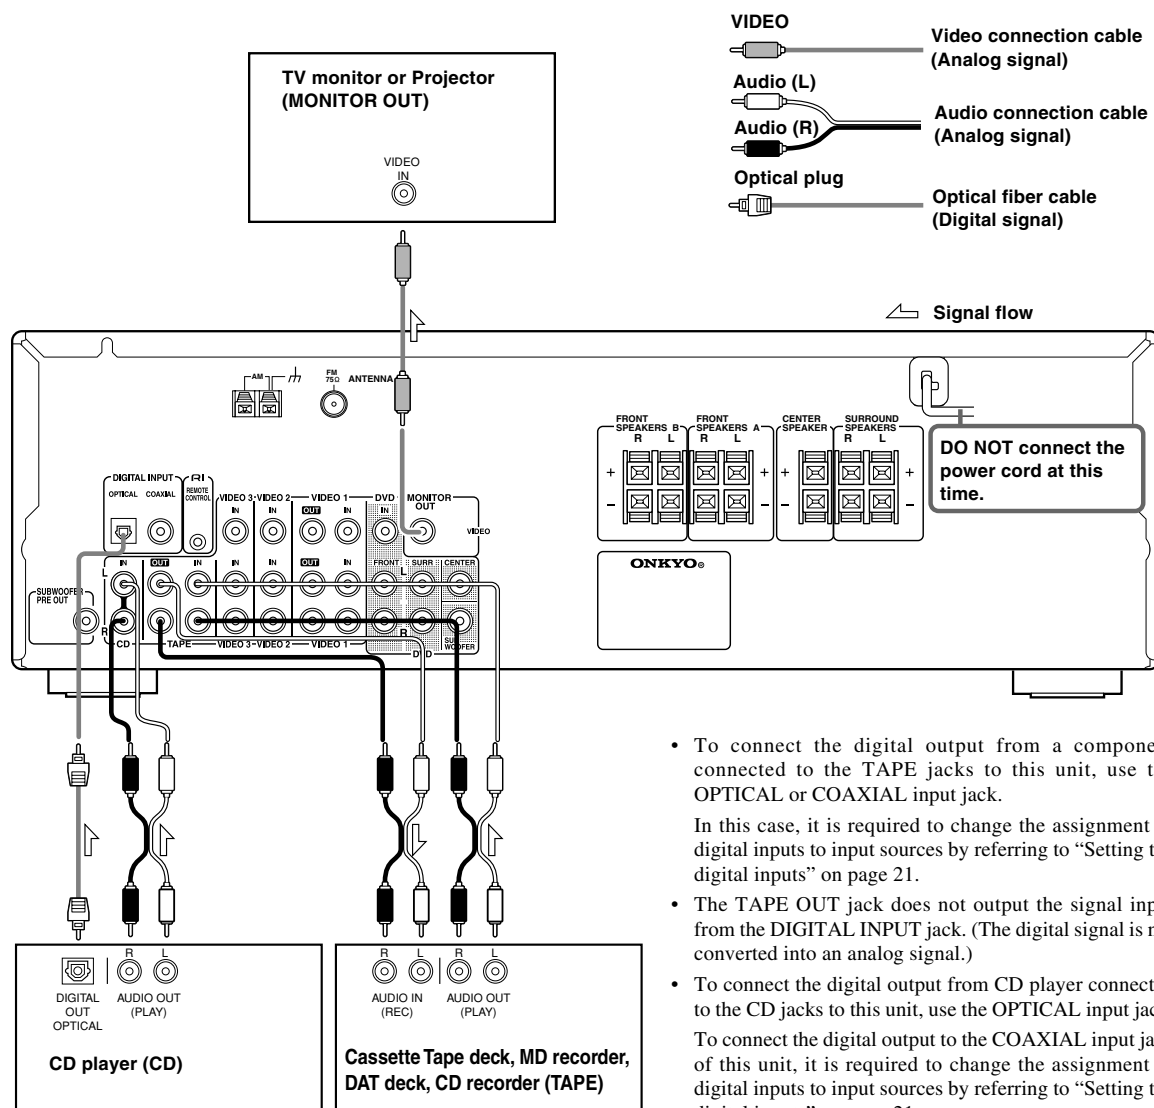 VIDEO
Video connection cable
(Analog signal)
Audio (L)
Audio (R)
Audio connection cable
(Analog signal)
Optical plug
Optical fiber cable
(Digital signal)
TV monitor or Projector
(MONITOR OUT)
VIDEO
IN
Signal flow
AM
FM
75Ω
ANTENNA
FRONT
SPEAKERS B
R L
FRONT
SPEAKERS A
R L
CENTER
SPEAKER
SURROUND
SPEAKERS
R L
+ + + +
– – – –
DO NOT connect the
power cord at this
time.
DIGITAL INPUT
OPTICAL COAXIAL
RI
REMOTE
CONTROL
VIDEO 3 VIDEO 2 VIDEO 1 DVD MONITOR
OUT
IN IN OUT IN IN
VIDEO
IN OUT IN IN OUT IN FRONT SURR CENTER
L L
SUBWOOFER
PRE OUT
R R
CD TAPE VIDEO 3 VIDEO 2 VIDEO 1 DVD
SUB
WOOFER
ONKYO
• To connect the digital output from a
connected to the TAPE jacks to this unit, use
OPTICAL or COAXIAL input jack.
In this case, it is required to change the assignment
digital inputs to input sources by referring to “Setting
digital inputs” on page 21.
• The TAPE OUT jack does not output the signal
from the DIGITAL INPUT jack. (The digital signal is
converted into an analog signal.)
• To connect the digital output from CD player
to the CD jacks to this unit, use the OPTICAL input
To connect the digital output to the COAXIAL input
of this unit, it is required to change the assignment
digital inputs to input sources by referring to “Setting
R L
DIGITAL
OUT
OPTICAL
AUDIO OUT
(PLAY)
CD player (CD)
R L R L
AUDIO IN
(REC)
AUDIO OUT
(PLAY)
Cassette Tape deck, MD recorder,
DAT deck, CD recorder (TAPE)